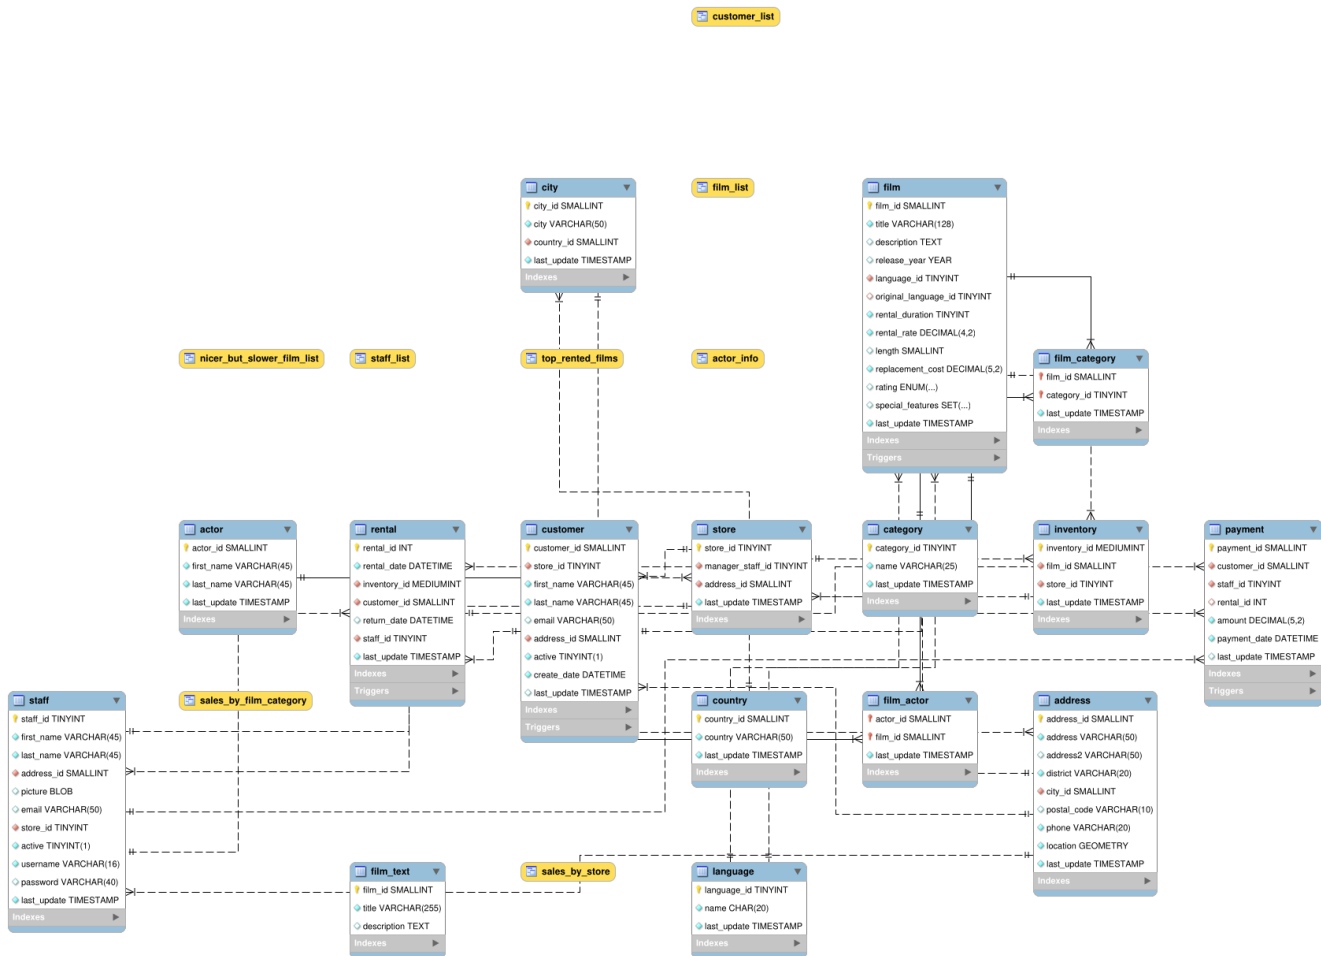 customer_list
city
city_id SMALLINT
city VARCHAR(50)
country_id SMALLINT
last_update TIMESTAMP
Indexes
film_list
film
film_id SMALLINT
title VARCHAR(128)
description TEXT
release_year YEAR
language_id TINYINT
original_language_id TINYINT
rental_duration TINYINT
rental_rate DECIMAL(4,2)
length SMALLINT
replacement_cost DECIMAL(5,2)
rating ENUM(...)
special_features SET(...)
last_update TIMESTAMP
Indexes
Triggers
nicer_but_slower_film_list
staff_list
top_rented_films
actor_info
film_category
film_id SMALLINT
category_id TINYINT
last_update TIMESTAMP
Indexes
actor
actor_id SMALLINT
first_name VARCHAR(45)
last_name VARCHAR(45)
last_update TIMESTAMP
Indexes
rental
rental_id INT
rental_date DATETIME
inventory_id MEDIUMINT
customer_id SMALLINT
return_date DATETIME
staff_id TINYINT
last_update TIMESTAMP
Indexes
Triggers
customer
customer_id SMALLINT
store_id TINYINT
first_name VARCHAR(45)
last_name VARCHAR(45)
email VARCHAR(50)
address_id SMALLINT
active TINYINT(1)
create_date DATETIME
last_update TIMESTAMP
Indexes
Triggers
store
store_id TINYINT
manager_staff_id TINYINT
address_id SMALLINT
last_update TIMESTAMP
Indexes
category
category_id TINYINT
name VARCHAR(25)
last_update TIMESTAMP
Indexes
inventory
inventory_id MEDIUMINT
film_id SMALLINT
store_id TINYINT
last_update TIMESTAMP
Indexes
payment
payment_id SMALLINT
customer_id SMALLINT
staff_id TINYINT
rental_id INT
amount DECIMAL(5,2)
payment_date DATETIME
last_update TIMESTAMP
Indexes
Triggers
staff
staff_id TINYINT
first_name VARCHAR(45)
last_name VARCHAR(45)
address_id SMALLINT
picture BLOB
email VARCHAR(50)
store_id TINYINT
active TINYINT(1)
username VARCHAR(16)
password VARCHAR(40)
last_update TIMESTAMP
Indexes
sales_by_film_category
country
country_id SMALLINT
country VARCHAR(50)
last_update TIMESTAMP
Indexes
film_actor
actor_id SMALLINT
film_id SMALLINT
last_update TIMESTAMP
Indexes
address
address_id SMALLINT
address VARCHAR(50)
address2 VARCHAR(50)
district VARCHAR(20)
city_id SMALLINT
postal_code VARCHAR(10)
phone VARCHAR(20)
location GEOMETRY
last_update TIMESTAMP
Indexes
film_text
film_id SMALLINT
title VARCHAR(255)
description TEXT
Indexes
sales_by_store
language
language_id TINYINT
name CHAR(20)
last_update TIMESTAMP
Indexes